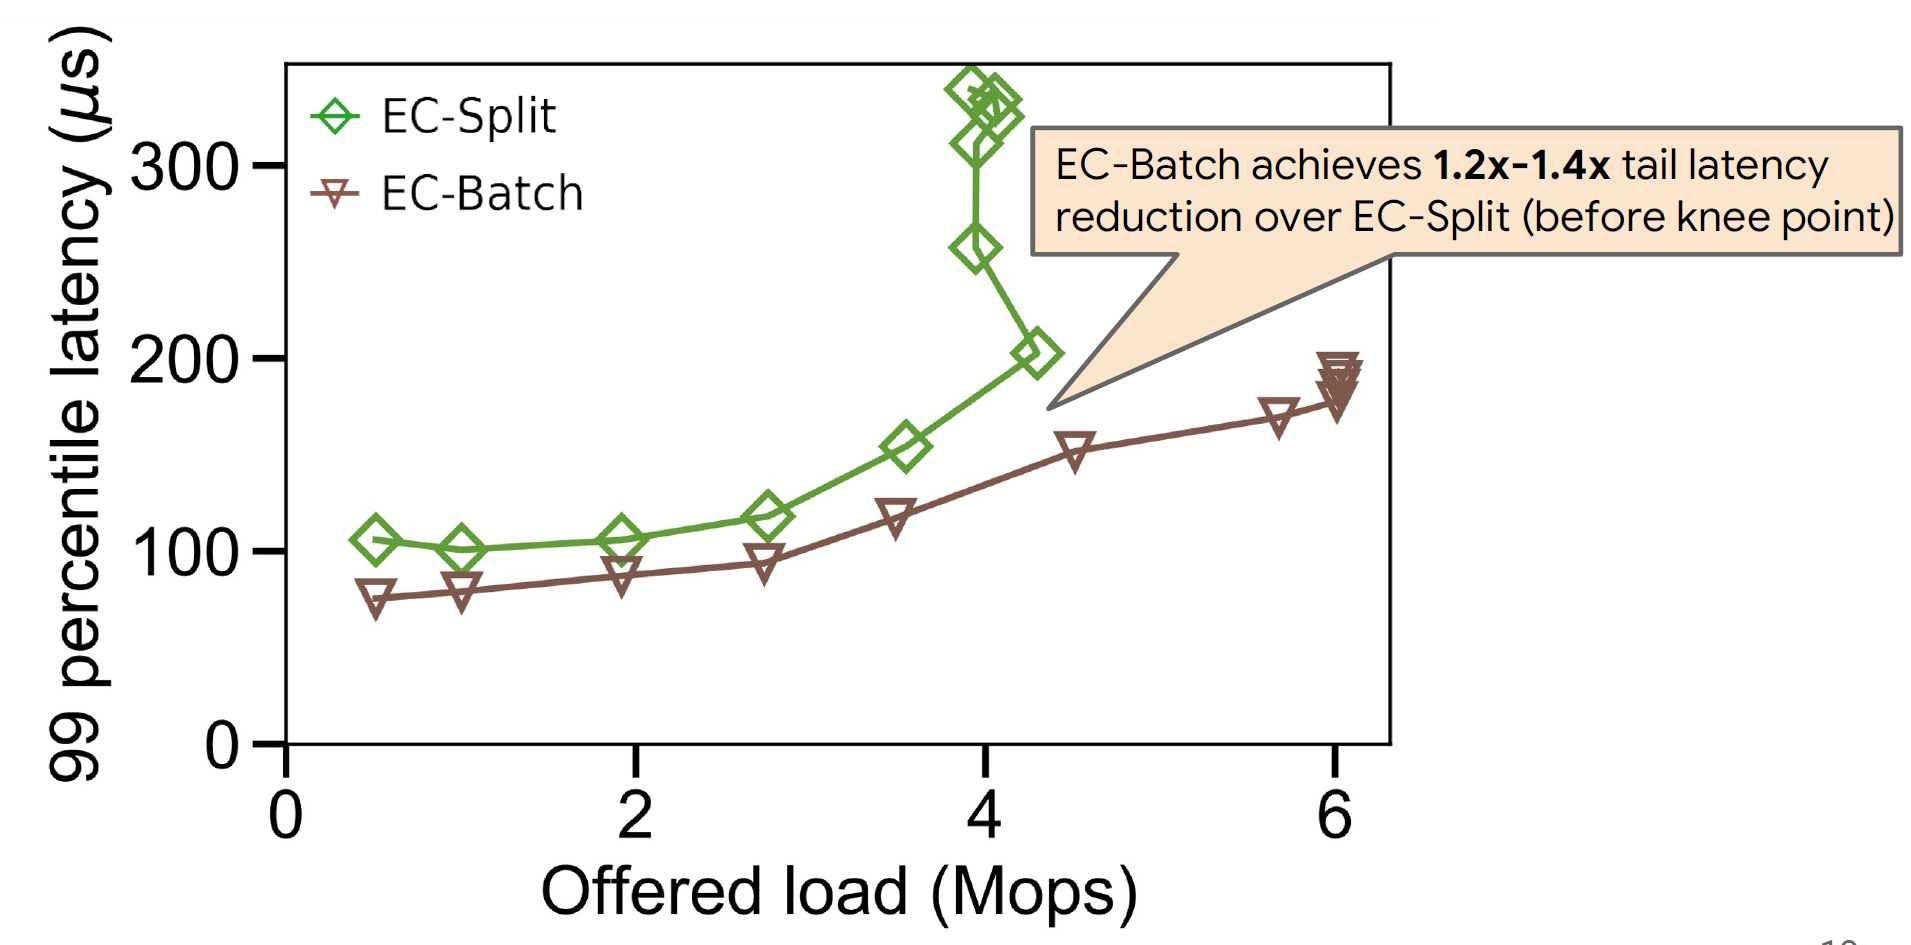 99 percentile latency (µs)
300
200
100
0
EC-Split
EC-Batch
EC-Batch achieves 1.2x-1.4x tail latency
reduction over EC-Split (before knee point)
0 2 4 6
Offered load (Mops)